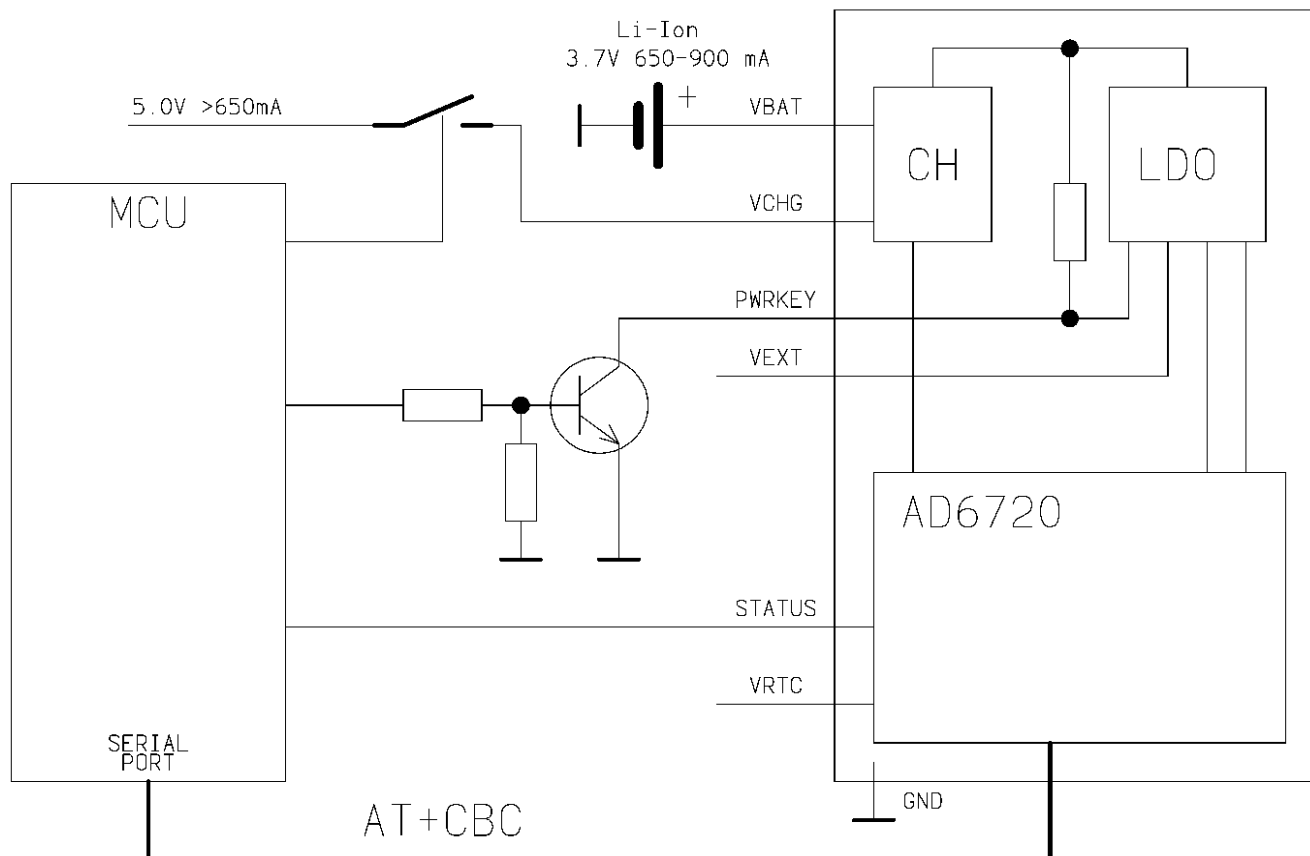 Li-Ion
3.7V 650-900 mA
5.0V >650mA
+
VBAT
CH
LDO
MCU
VCHG
PWRKEY
VEXT
AD6720
STATUS
VRTC
SERIAL
PORT
GND
AT+CBC